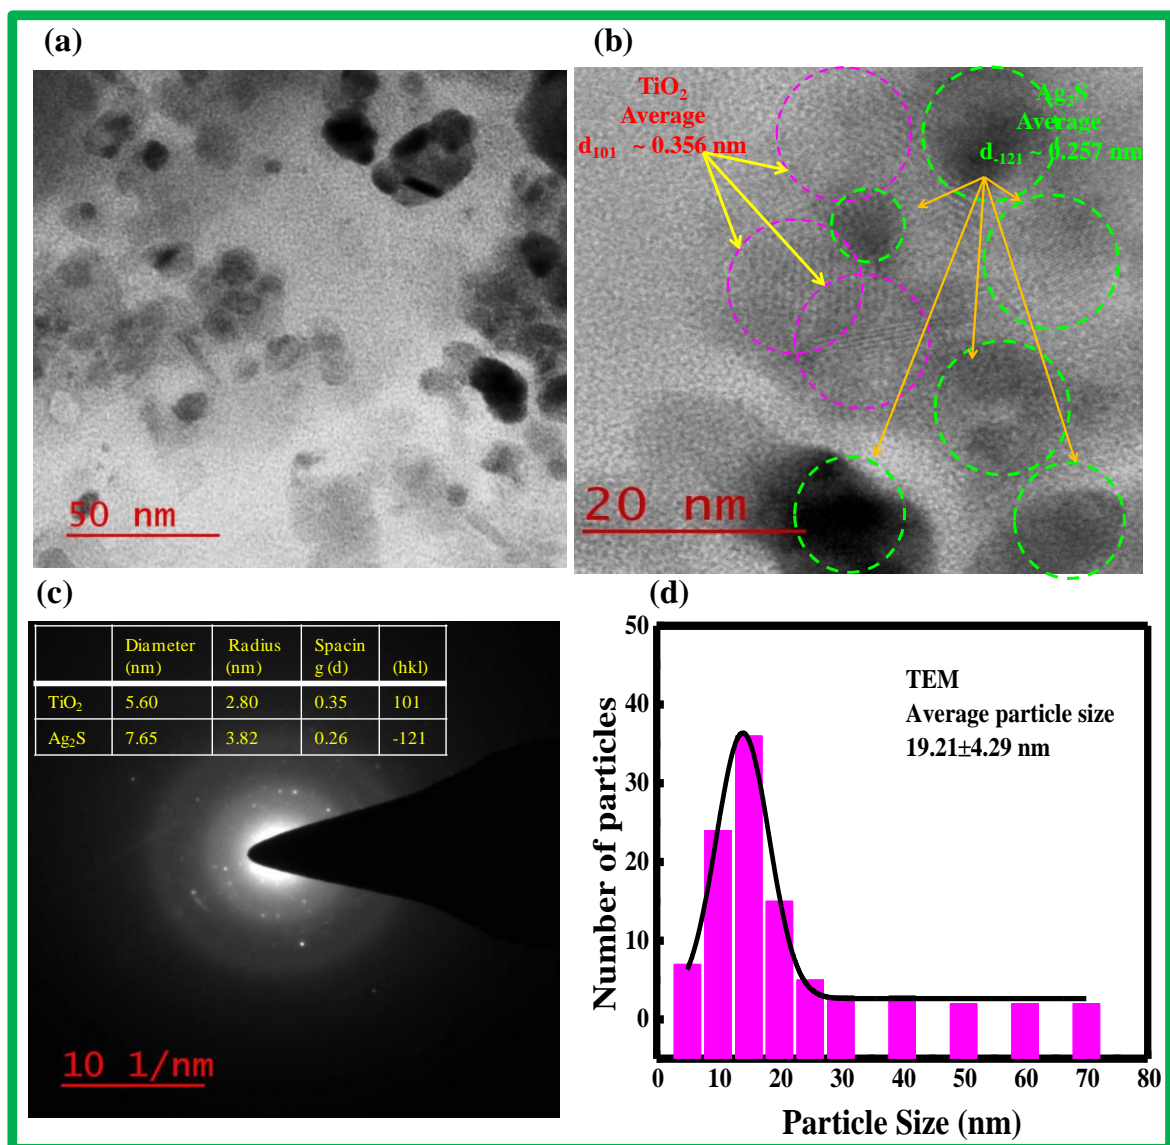 (a)
50 nm
(b)
TiO₂
Average
d₁₀₁ ~ 0.356 nm
Ag₂S
Average
d₋₁₂₁ ~ 0.257 nm
20 nm
(c)
Diameter (nm) Radius (nm) Spacin g (d) (hkl)
TiO₂ 5.60 2.80 0.35 101
Ag₂S 7.65 3.82 0.26 -121
10 1/nm
(d)
TEM
Average particle size
19.21±4.29 nm
Number of particles
50
40
30
20
10
0
0 10 20 30 40 50 60 70 80
Particle Size (nm)